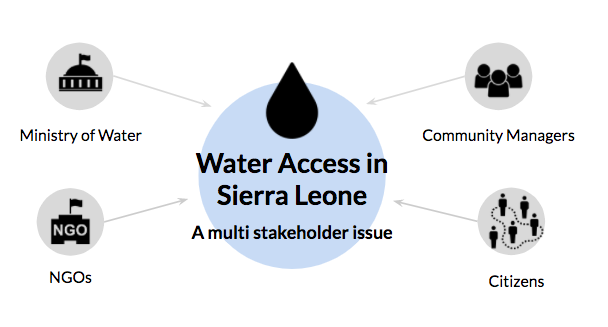 Ministry of Water
Community Managers
Water Access in
Sierra Leone
A multi stakeholder issue
NGO
NGOs
Citizens